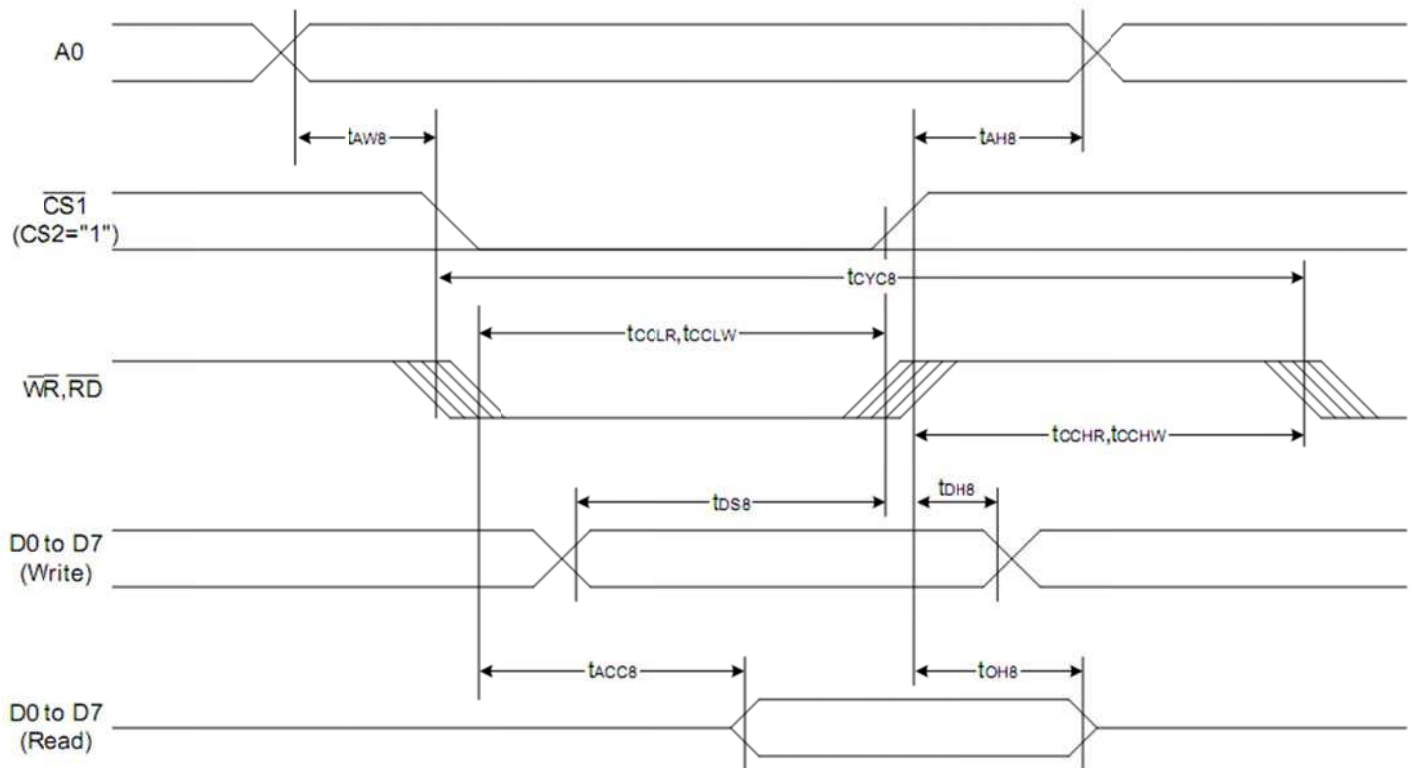 A0
tAW8
tAH8
CS1
(CS2="1")
tCYC8
tCCLR,tCCLW
WR,RD
tCCHR,tCCHW
tDS8
tDH8
D0 to D7
(Write)
tACC8
tOH8
D0 to D7
(Read)